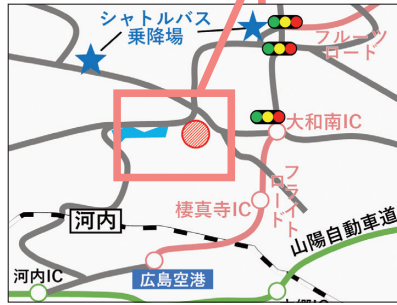 シャトルバス
乗降場
フルーツ
ロード
大和南IC
フライト
ロード
棲真寺IC
河内
山陽自動車道
広島空港
河内IC